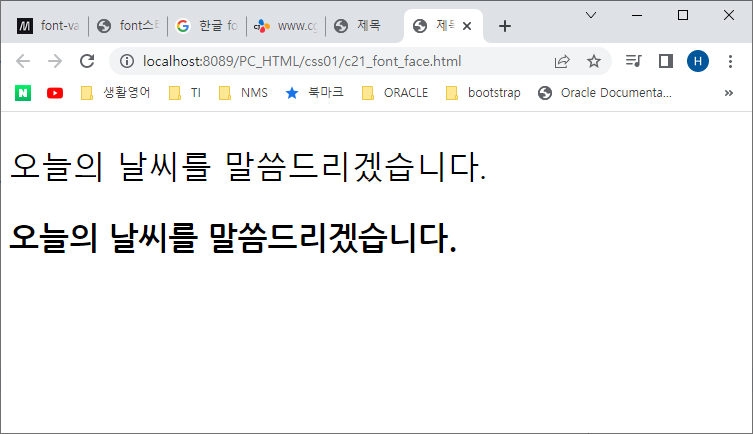 font-va
font스트
한글 fo
www.cg
제목
제목
localhost:8089/PC_HTML/css01/c21_font_face.html
H
N
생활영어 TI NMS 북마크 ORACLE bootstrap Oracle Documenta... »
오늘의 날씨를 말씀드리겠습니다.
오늘의 날씨를 말씀드리겠습니다.